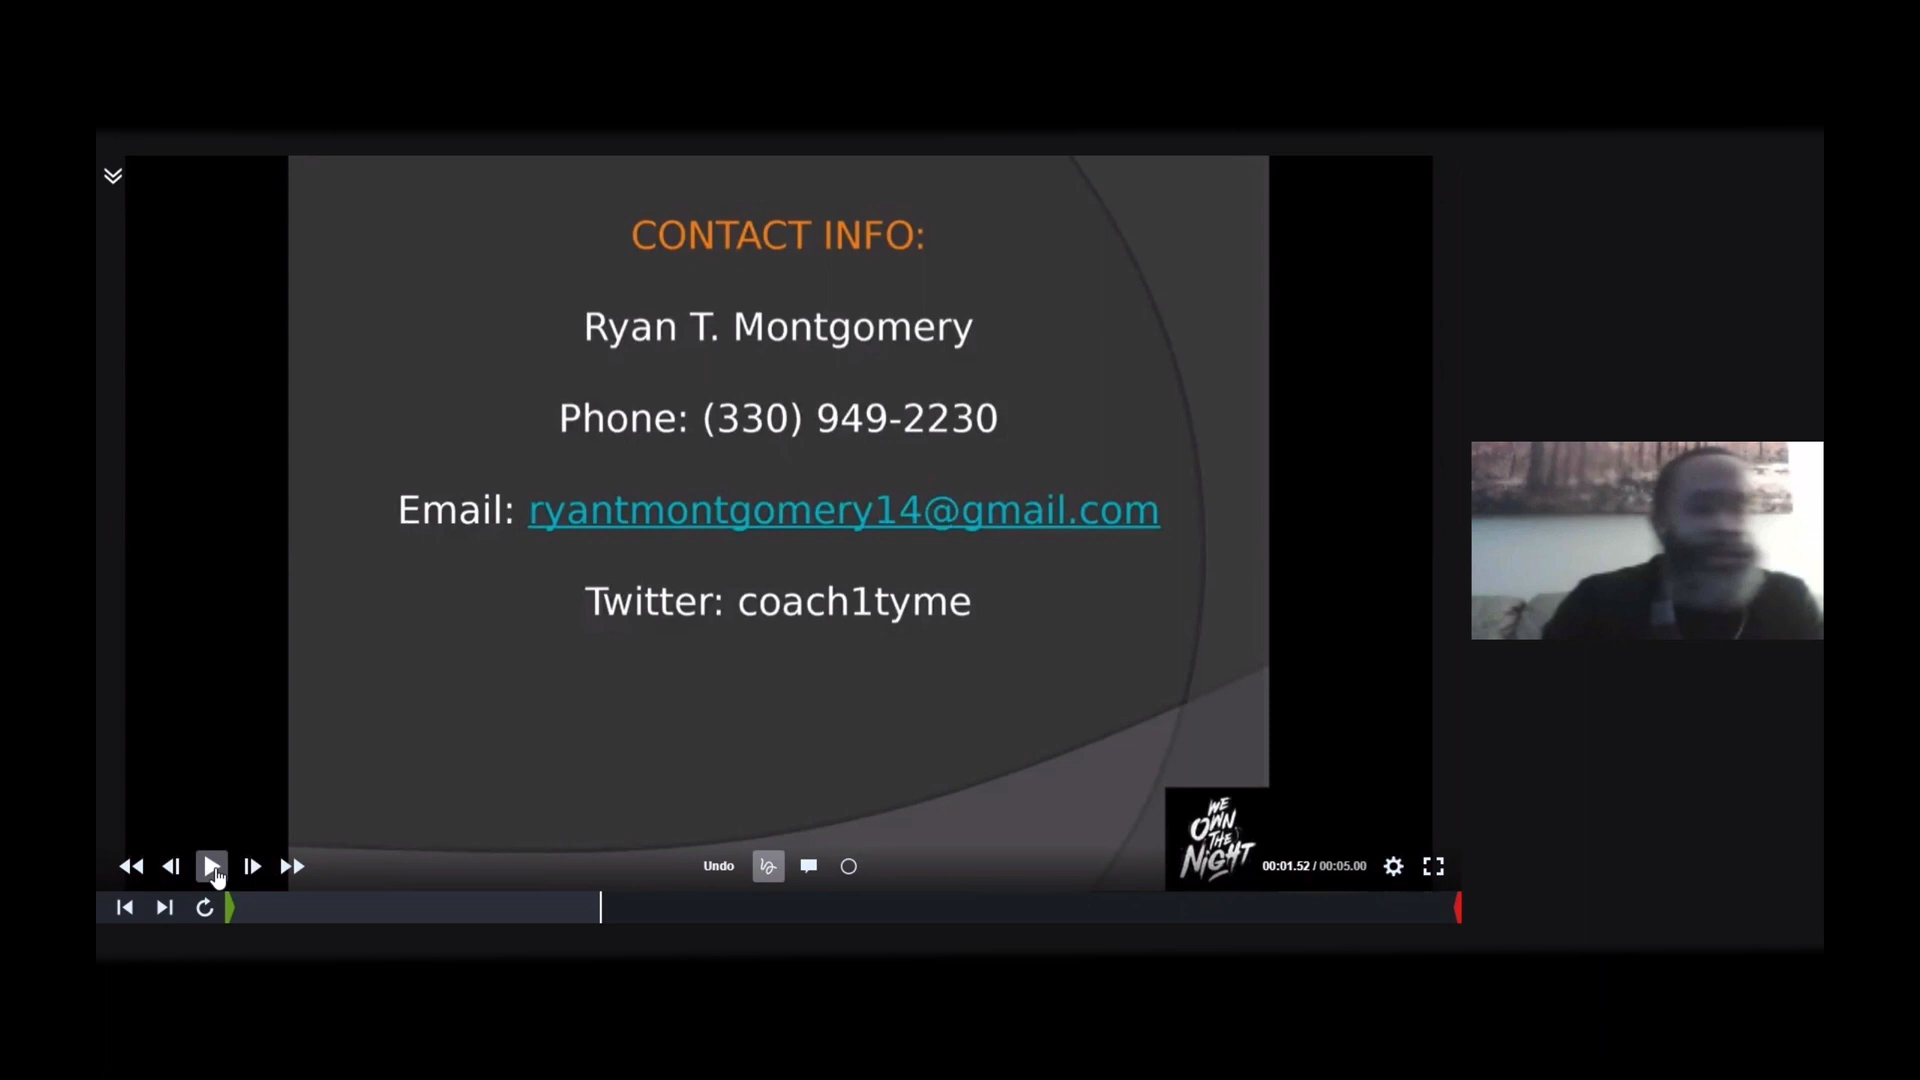 CONTACT INFO:
Ryan T. Montgomery
Phone: (330) 949-2230
Email: ryantmontgomery14@gmail.com
Twitter: coach1tyme
WE
OWN
THE
NIGHT
Undo
00:01.52 / 00:05.00